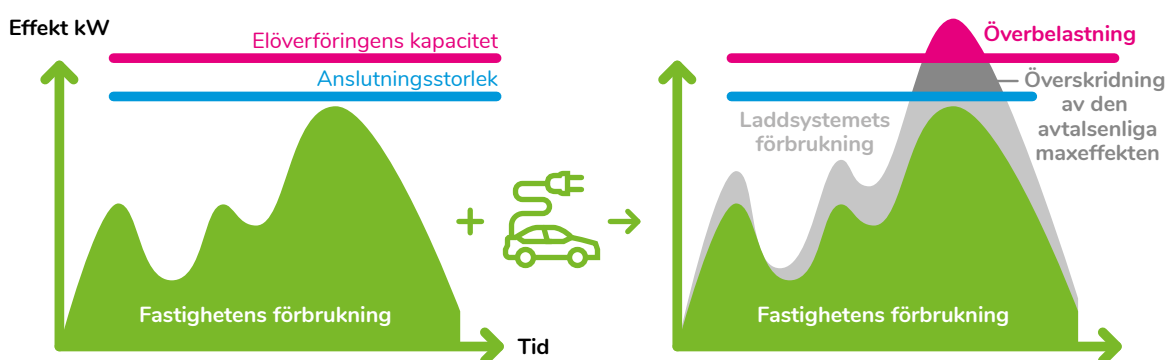 Effekt kW
Elöverföringens kapacitet
Anslutningsstorlek
Fastighetens förbrukning
Tid
Överbelastning
Överskridning
av den
avtalsenliga
maxeffekten
Laddsystemets
förbrukning
Fastighetens förbrukning